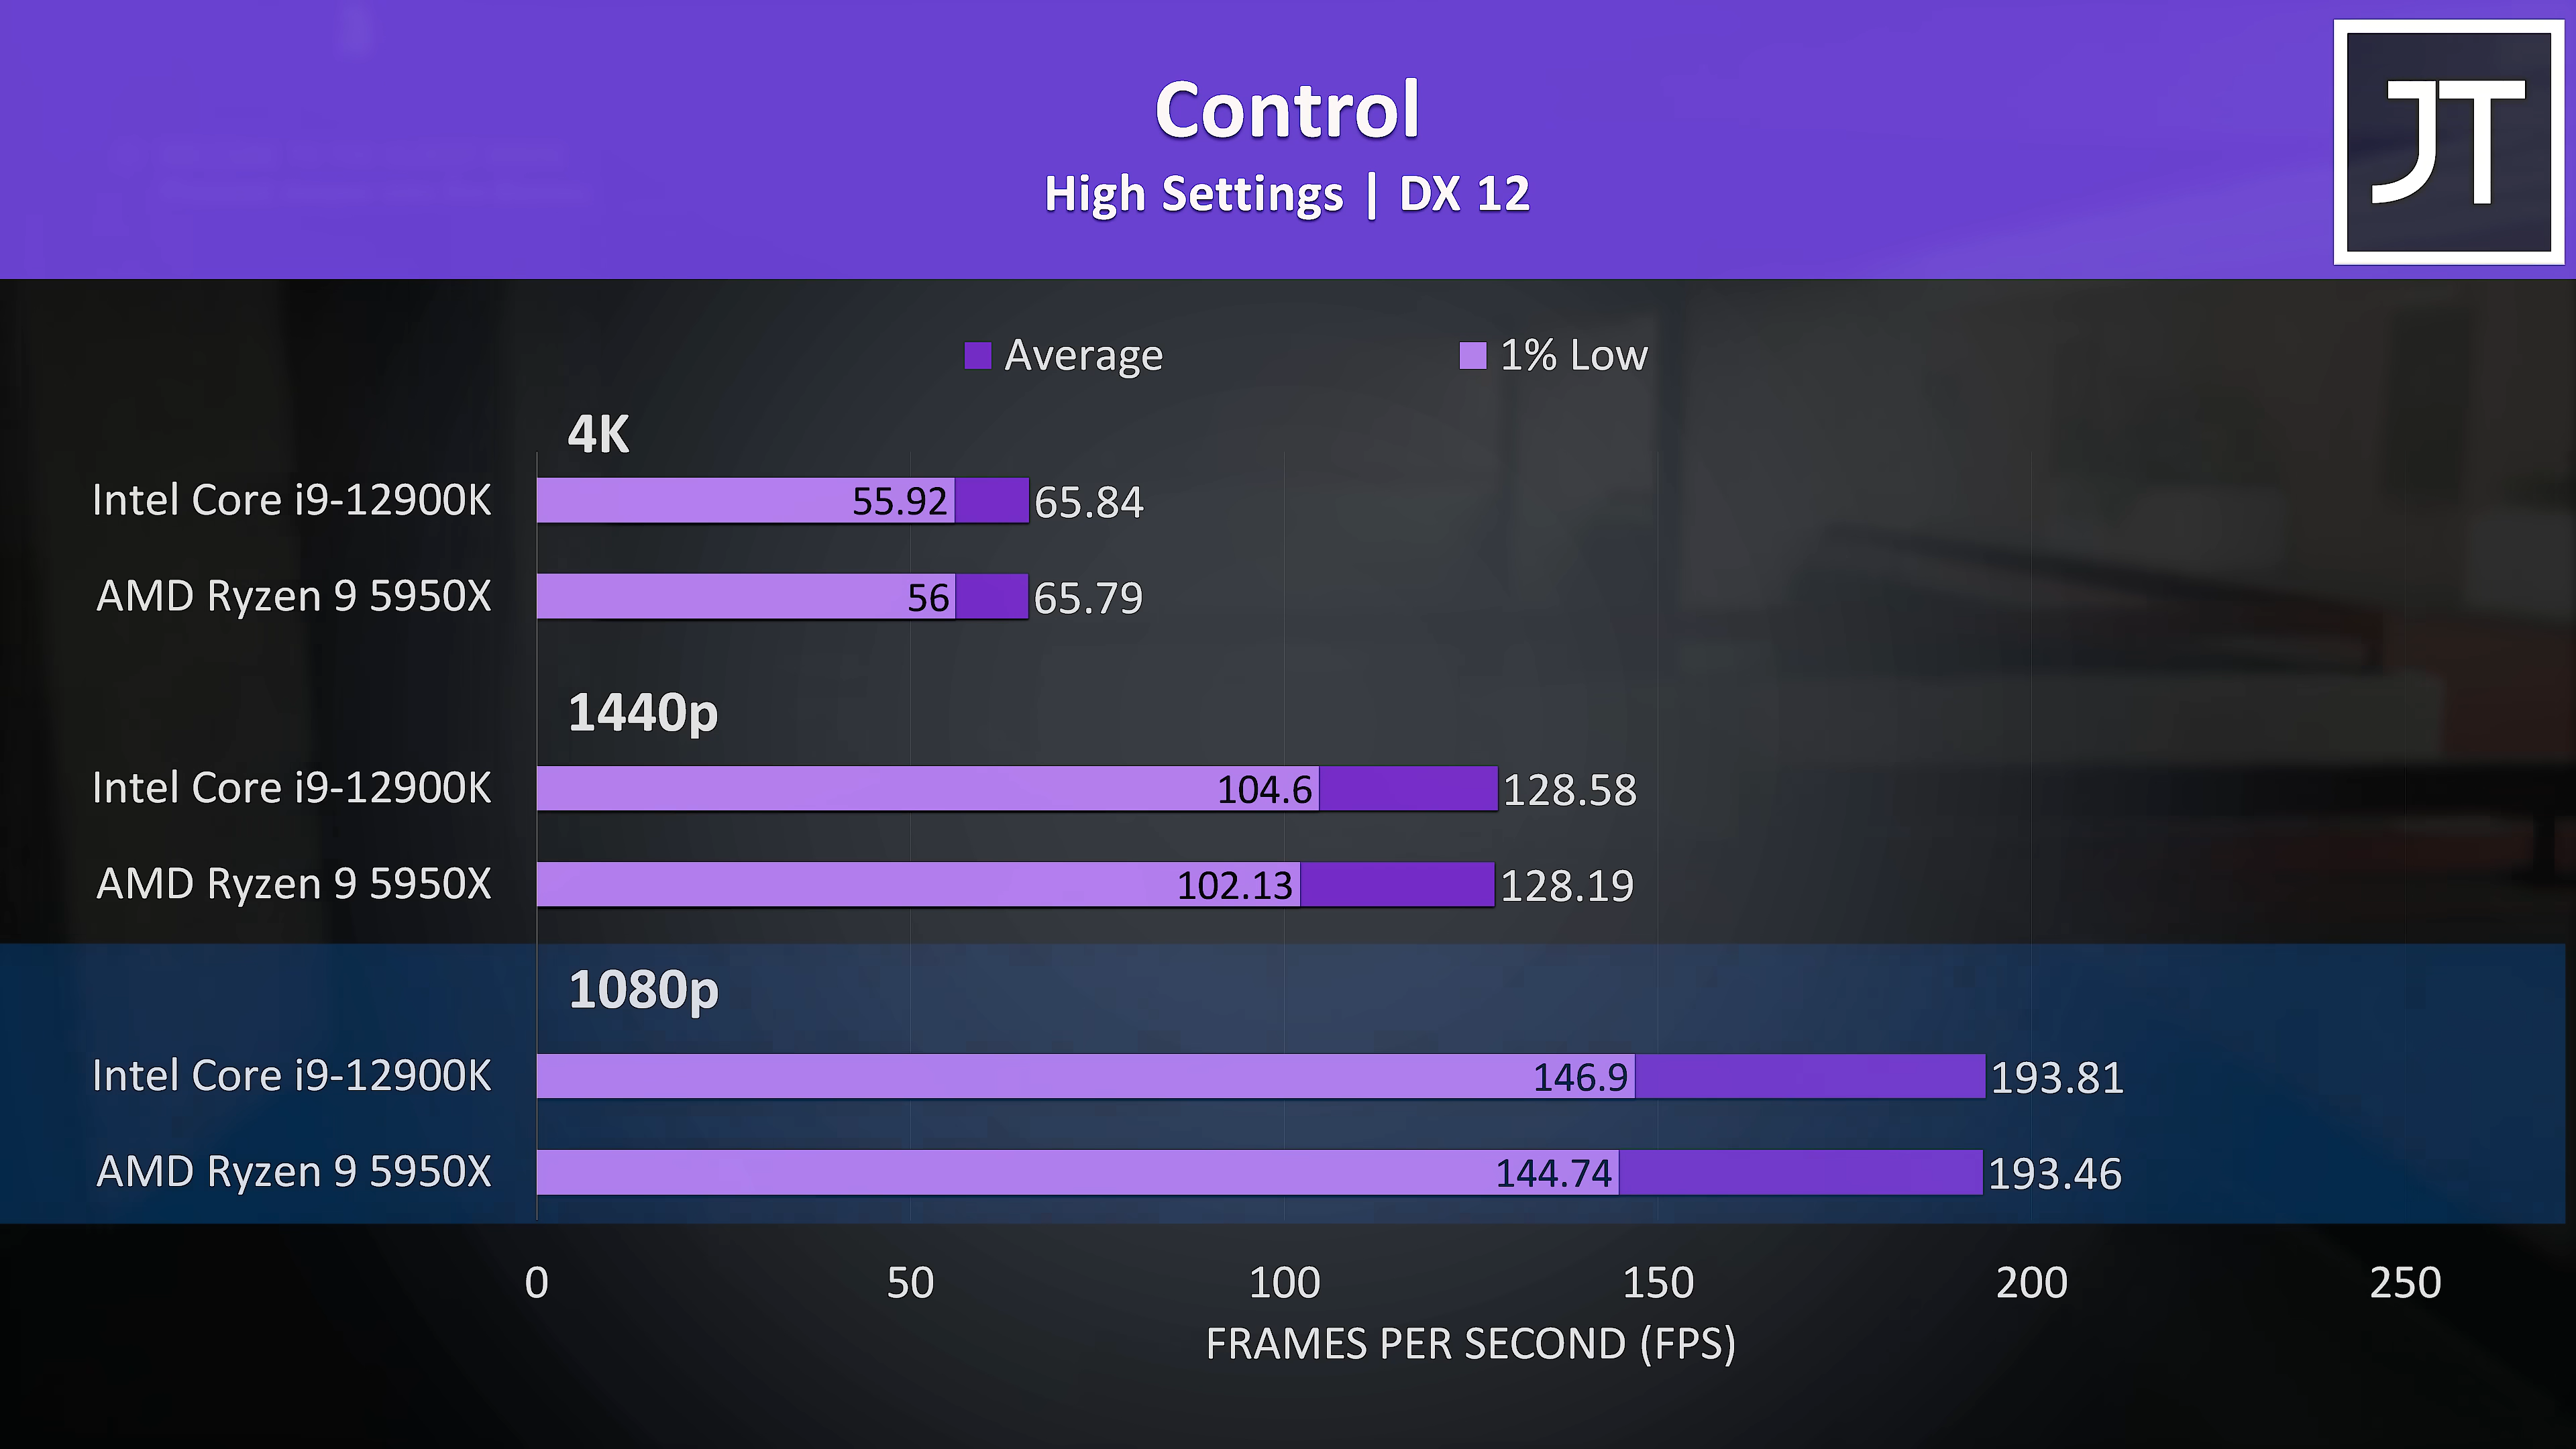 Control
High Settings | DX 12
JT
Average
1% Low
4K
Intel Core i9-12900K 55.92 65.84
AMD Ryzen 9 5950X 56 65.79
1440p
Intel Core i9-12900K 104.6 128.58
AMD Ryzen 9 5950X 102.13 128.19
1080p
Intel Core i9-12900K 146.9 193.81
AMD Ryzen 9 5950X 144.74 193.46
0 50 100 150 200 250
FRAMES PER SECOND (FPS)